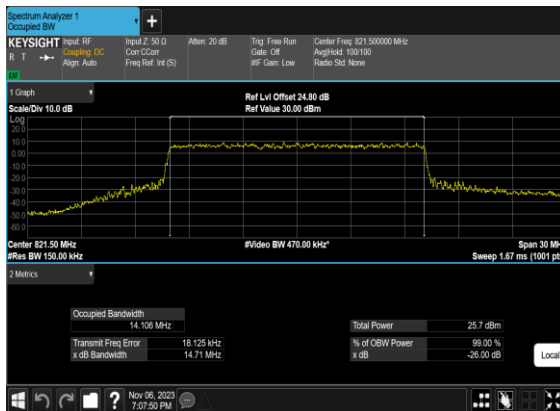 Spectrum Analyzer 1
Occupied BW
+
KEYSIGHT Input: RF Input Z: 50 Ω Atten: 20 dB Trig: Free Run Center Freq: 821.500000 MHz
R T Coupling: DC Corr CCorr Gate: Off Avg|Hold: 100/100
Align: Auto Freq Ref: Int (S) #IF Gain: Low Radio Std: None
1 Graph
Scale/Div 10.0 dB
Ref Lvl Offset 24.80 dB
Ref Value 30.00 dBm
Log
20.0
10.0
0.00
-10.0
-20.0
-30.0
-40.0
-50.0
-60.0
Center 821.50 MHz #Video BW 470.00 kHz* Span 30 MH
#Res BW 150.00 kHz Sweep 1.67 ms (1001 pts
2 Metrics
Occupied Bandwidth
14.106 MHz Total Power 25.7 dBm
Transmit Freq Error 18.125 kHz % of OBW Power 99.00 %
x dB Bandwidth 14.71 MHz x dB -26.00 dB
Local
? Nov 06, 2023
7:07:50 PM